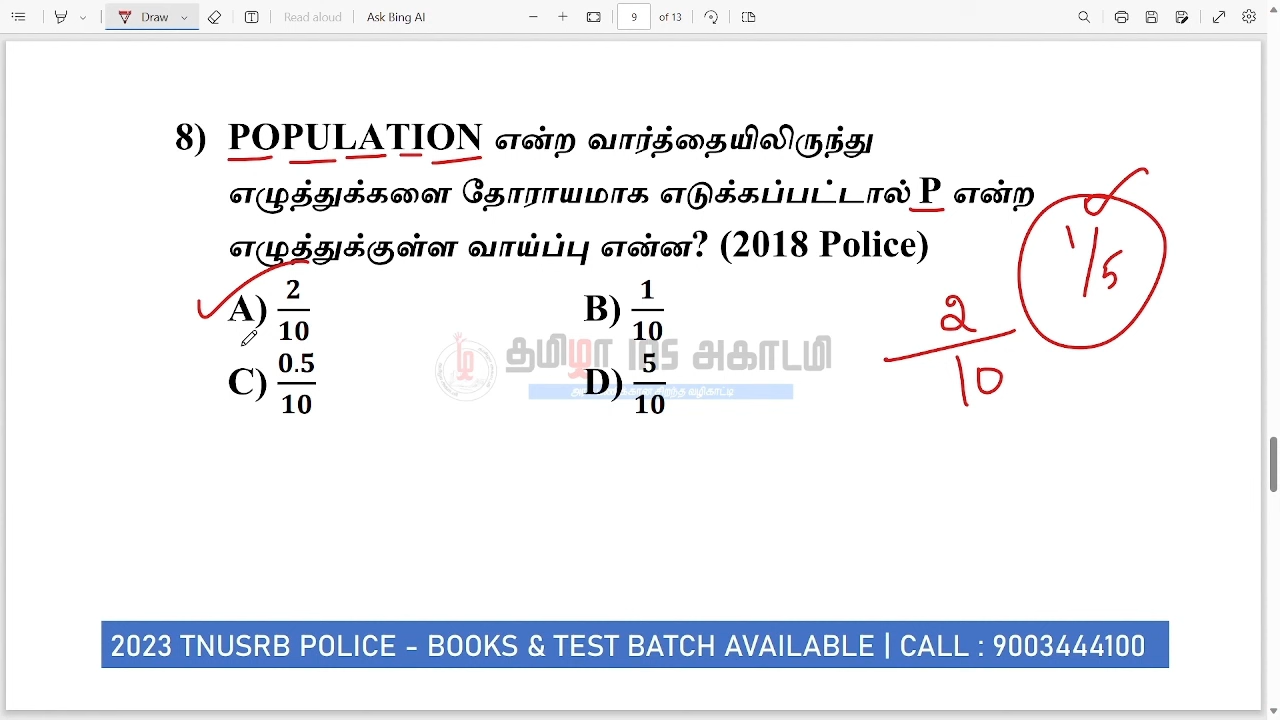 Draw
Read aloud
Ask Bing AI
9 of 13
8) POPULATION என்ற வார்த்தையிலிருந்து
எழுத்துக்களை தோராயமாக எடுக்கப்பட்டால் P என்ற
எழுத்துக்குள்ள வாய்ப்பு என்ன? (2018 Police)
A) 2/10 B) 1/10
C) 0.5/10 D) 5/10
2/10
1/5
தமிழா IAS அகாடமி
2023 TNUSRB POLICE - BOOKS & TEST BATCH AVAILABLE | CALL : 9003444100